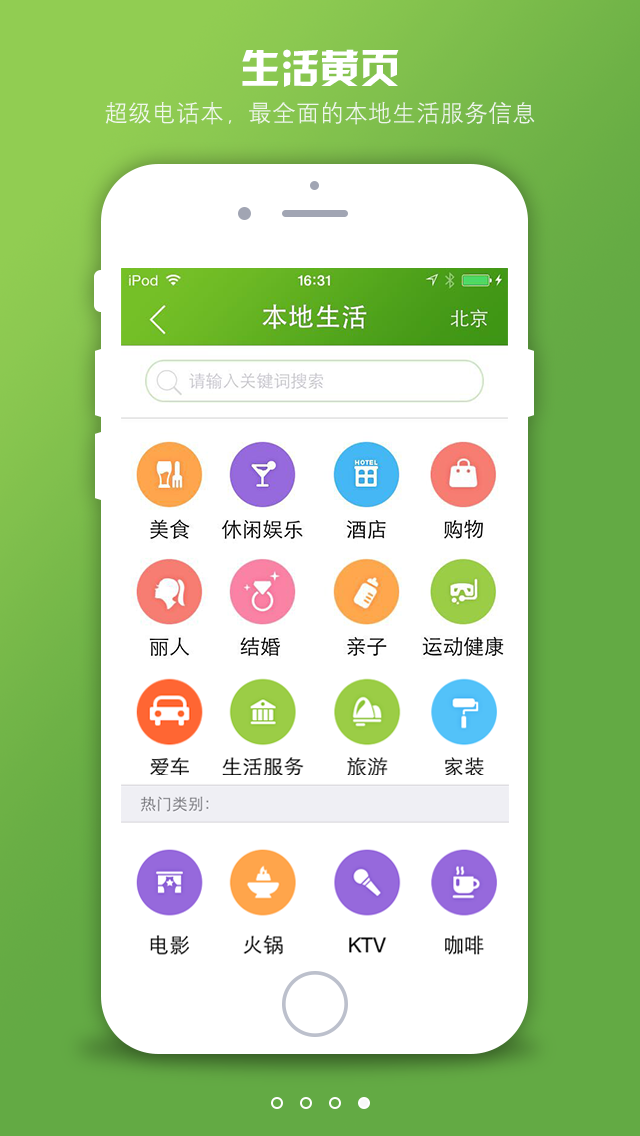 生活黄页
超级电话本，最全面的本地生活服务信息
iPod 16:31
本地生活 北京
请输入关键词搜索
HOTEL
美食 休闲娱乐 酒店 购物
丽人 结婚 亲子 运动健康
爱车 生活服务 旅游 家装
热门类别：
电影 火锅 KTV 咖啡